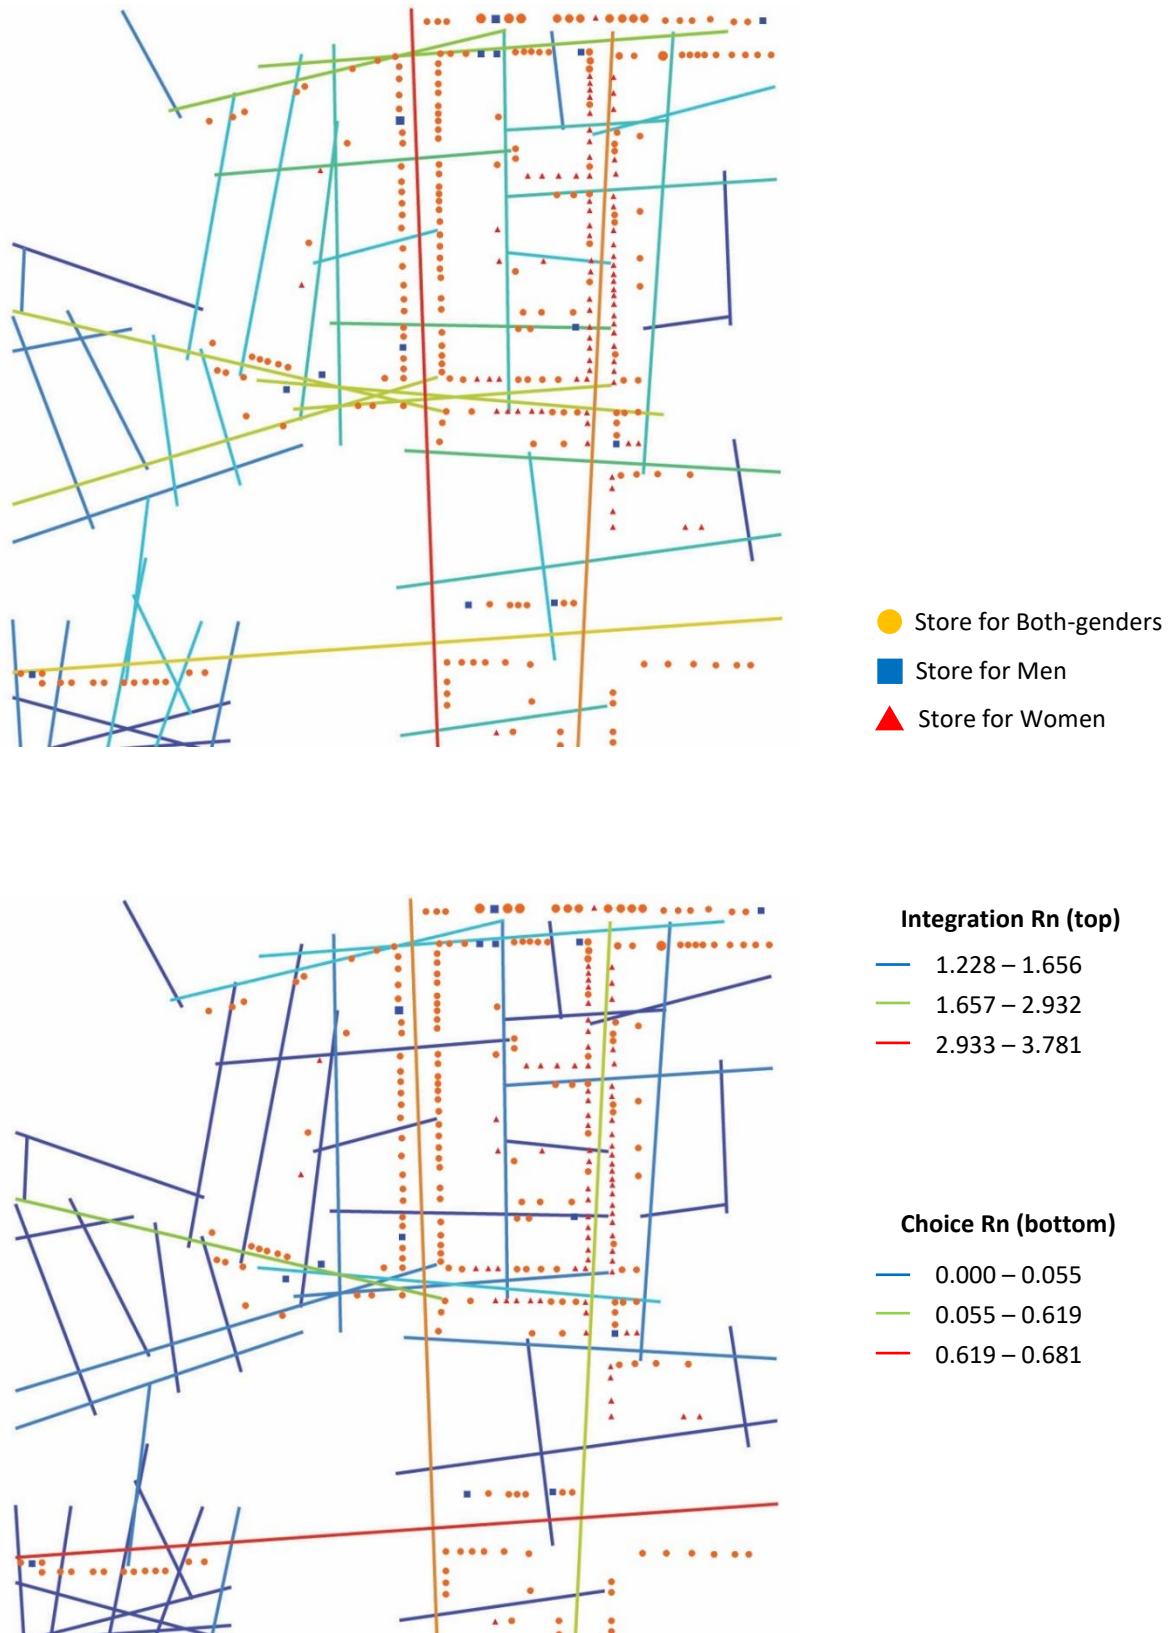 Store for Both-genders
Store for Men
Store for Women
Integration Rn (top)
1.228 – 1.656
1.657 – 2.932
2.933 – 3.781
Choice Rn (bottom)
0.000 – 0.055
0.055 – 0.619
0.619 – 0.681